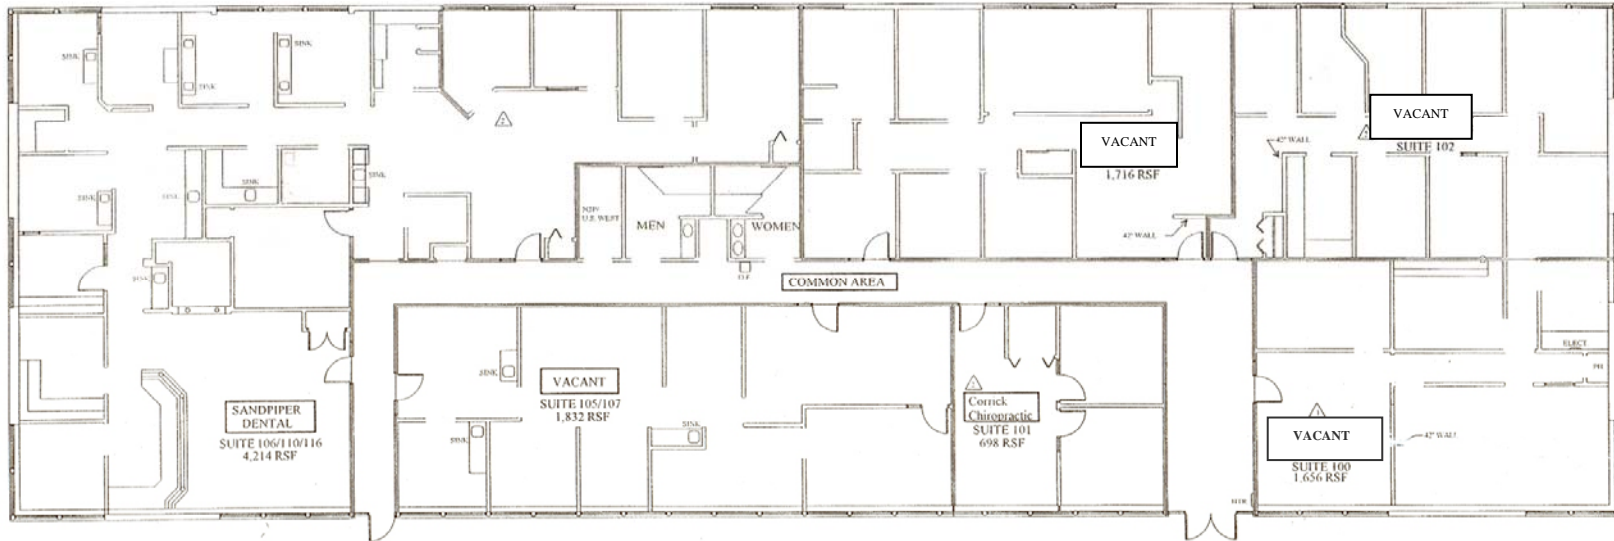 SINK
SINK
SINK
SINK
VACANT
1,716 RSF
42" WALL
VACANT
SUITE 102
42" WALL
SINK
SINK
SINK
SINK
U.S. WEST
MEN
WOMEN
SINK
COMMON AREA
SANDPIPER
DENTAL
SUITE 106/110/116
4,214 RSF
SINK
VACANT
SUITE 105/107
1,832 RSF
SINK
SINK
Corrick
Chiropractic
SUITE 101
698 RSF
ELECT.
PH
VACANT
SUITE 100
1,656 RSF
42" WALL